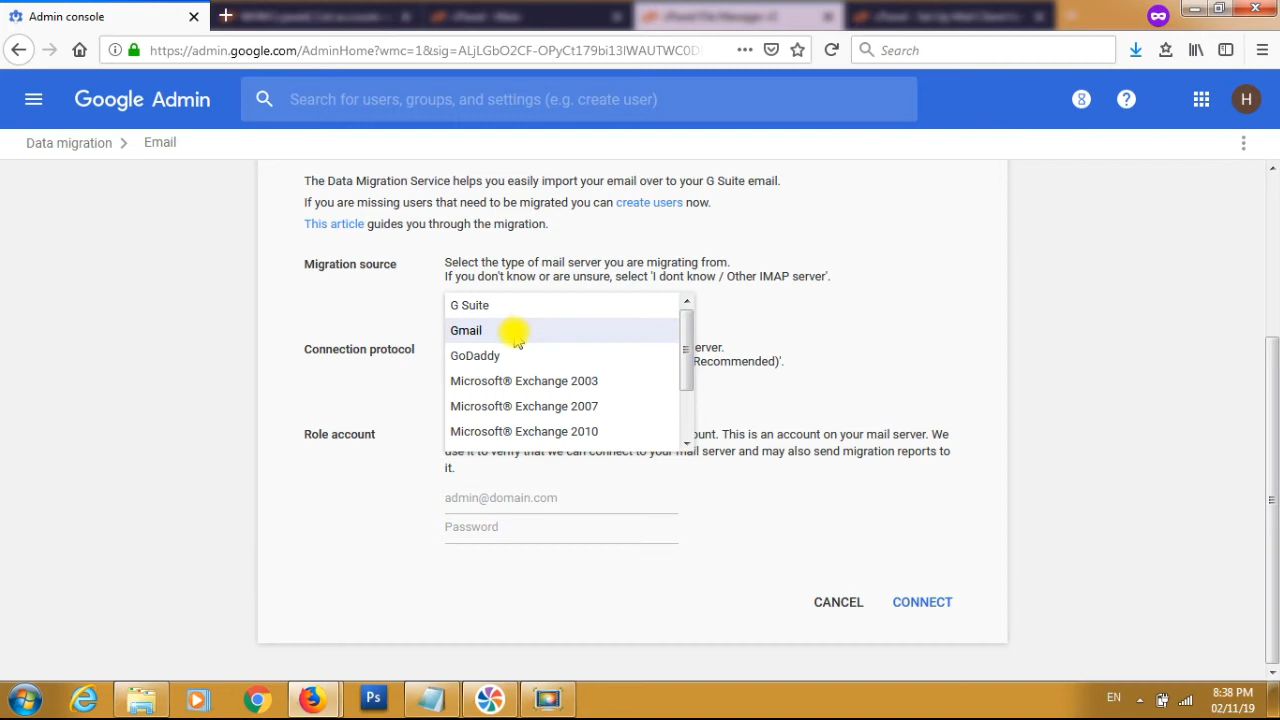 Admin console
cPanel - Main
cPanel File Manager v3
https://admin.google.com/AdminHome?wmc=1&sig=ALjLGbO2CF-OPyCt179bi13IWAUTWC0D
Search
Google Admin
Search for users, groups, and settings (e.g. create user)
H
Data migration
Email
The Data Migration Service helps you easily import your email over to your G Suite email.
If you are missing users that need to be migrated you can create users now.
This article guides you through the migration.
Migration source
Select the type of mail server you are migrating from.
If you don't know or are unsure, select 'I dont know / Other IMAP server'.
G Suite
Gmail
GoDaddy
Microsoft® Exchange 2003
Microsoft® Exchange 2007
Microsoft® Exchange 2010
Connection protocol
erver.
Recommended)'.
Role account
ount. This is an account on your mail server. We
use it to verify that we can connect to your mail server and may also send migration reports to
it.
admin@domain.com
Password
CANCEL
CONNECT
Ps
EN
8:38 PM
02/11/19